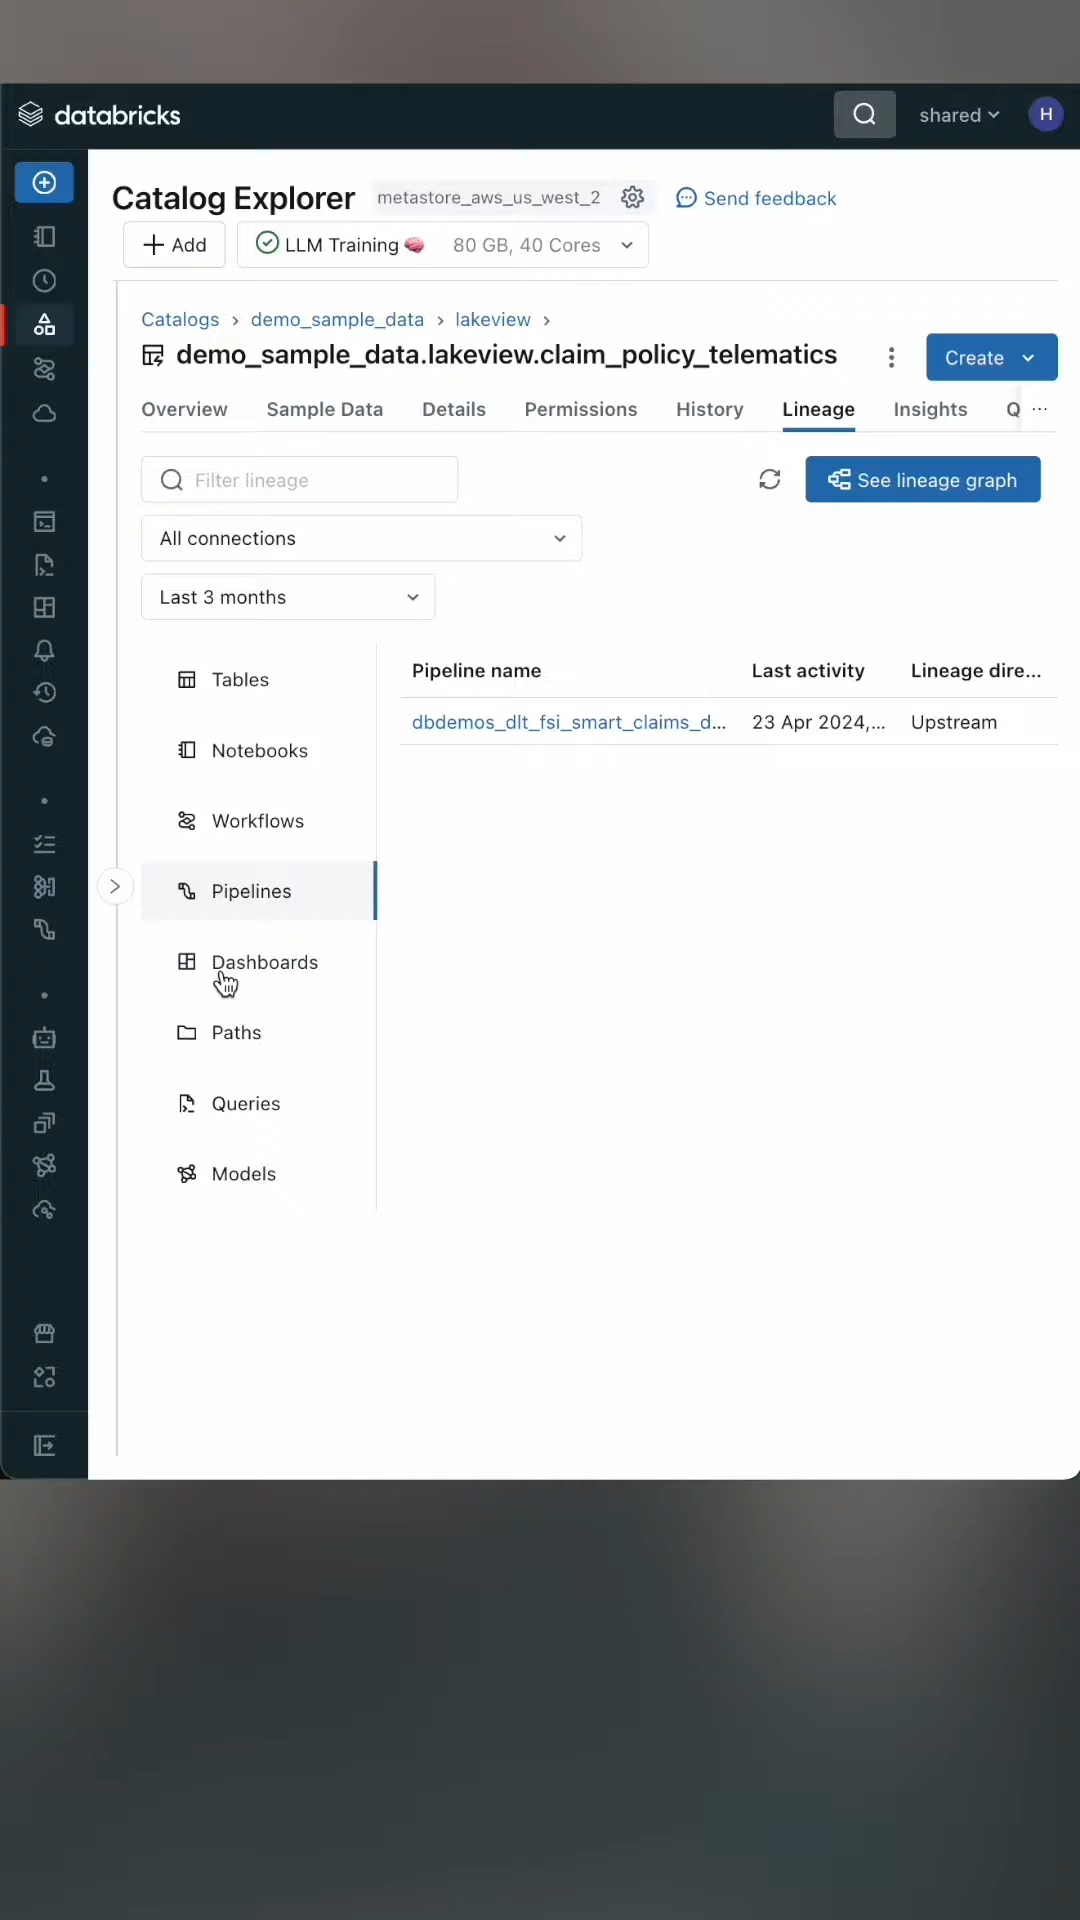 databricks
shared
H
Catalog Explorer
metastore_aws_us_west_2
Send feedback
Add
LLM Training 🧠 80 GB, 40 Cores
Catalogs › demo_sample_data › lakeview ›
demo_sample_data.lakeview.claim_policy_telematics
Create
Overview Sample Data Details Permissions History Lineage Insights Q ...
Filter lineage
See lineage graph
All connections
Last 3 months
Tables
Notebooks
Workflows
Pipelines
Dashboards
Paths
Queries
Models
Pipeline name Last activity Lineage dire...
dbdemos_dlt_fsi_smart_claims_d... 23 Apr 2024,... Upstream